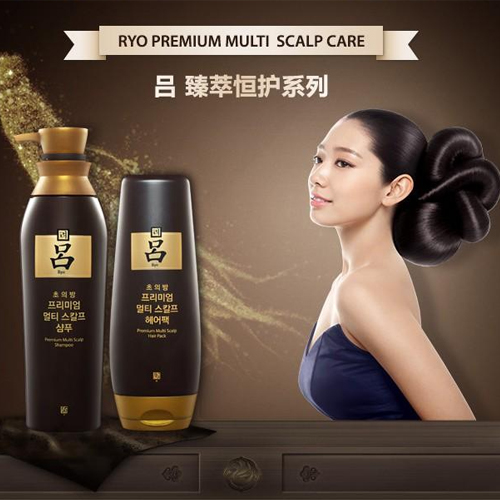 RYO PREMIUM MULTI SCALP CARE
吕 臻萃恒护系列
呂
Ryo
초의방
프리미엄
멀티 스칼프
샴푸
Premium Multi Scalp
Shampoo
呂
Ryo
초의방
프리미엄
멀티 스칼프
헤어팩
Premium Multi Scalp
Hair Pack